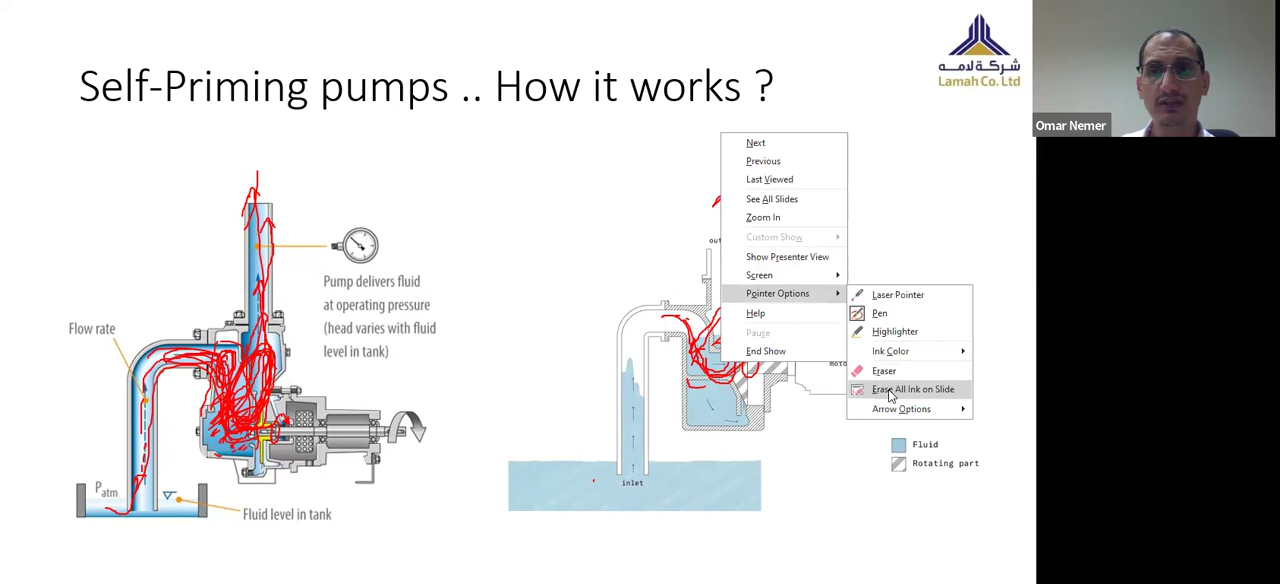 شركة لامه
Lamah Co. Ltd
Omar Nemer
Self-Priming pumps .. How it works ?
Pump delivers fluid
at operating pressure
(head varies with fluid
level in tank)
Flow rate
Patm
Fluid level in tank
out
inlet
Fluid
Rotating part
Next
Previous
Last Viewed
See All Slides
Zoom In
Custom Show
Show Presenter View
Screen
Pointer Options
Help
Pause
End Show
Laser Pointer
Pen
Highlighter
Ink Color
Eraser
Erase All Ink on Slide
Arrow Options